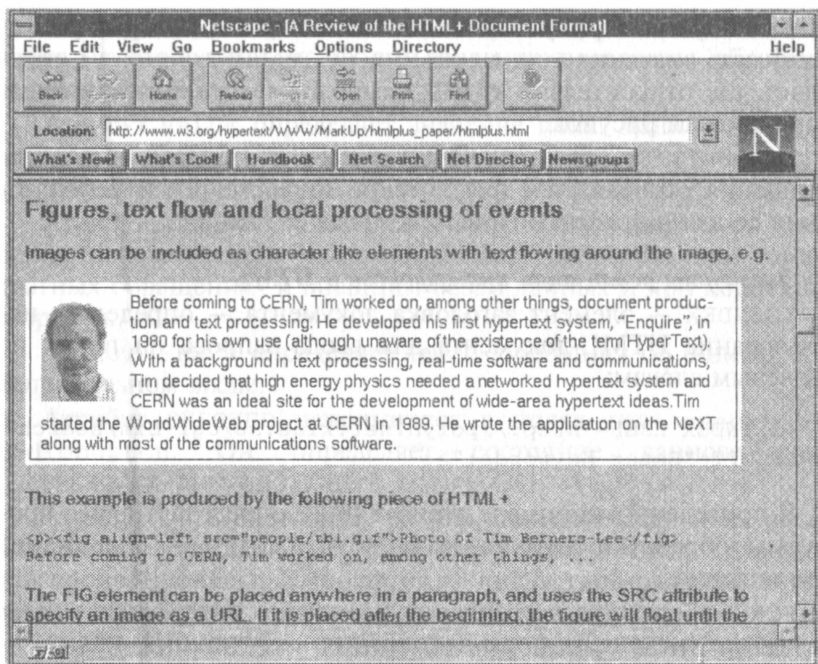 Netscape - [A Review of the HTML+ Document Format]
File Edit View Go Bookmarks Options Directory Help
Back Forward Home Reload Images Open Print Find Stop
Location: http://www.w3.org/hypertext/WWW/MarkUp/htmlplus_paper/htmlplus.html
N
What's New! What's Cool! Handbook Net Search Net Directory Newsgroups
Figures, text flow and local processing of events
Images can be included as character like elements with text flowing around the image, e.g.
Before coming to CERN, Tim worked on, among other things, document produc-
tion and text processing. He developed his first hypertext system, "Enquire", in
1980 for his own use (although unaware of the existence of the term HyperText).
With a background in text processing, real-time software and communications,
Tim decided that high energy physics needed a networked hypertext system and
CERN was an ideal site for the development of wide-area hypertext ideas.Tim
started the WorldWideWeb project at CERN in 1989. He wrote the application on the NeXT
along with most of the communications software.
This example is produced by the following piece of HTML+
<p><fig align=left src="people/tbl.gif">Photo of Tim Berners-Lee</fig>
Before coming to CERN, Tim worked on, among other things, ...
The FIG element can be placed anywhere in a paragraph, and uses the SRC attribute to
specify an image as a URL. If it is placed after the beginning, the figure will float until the